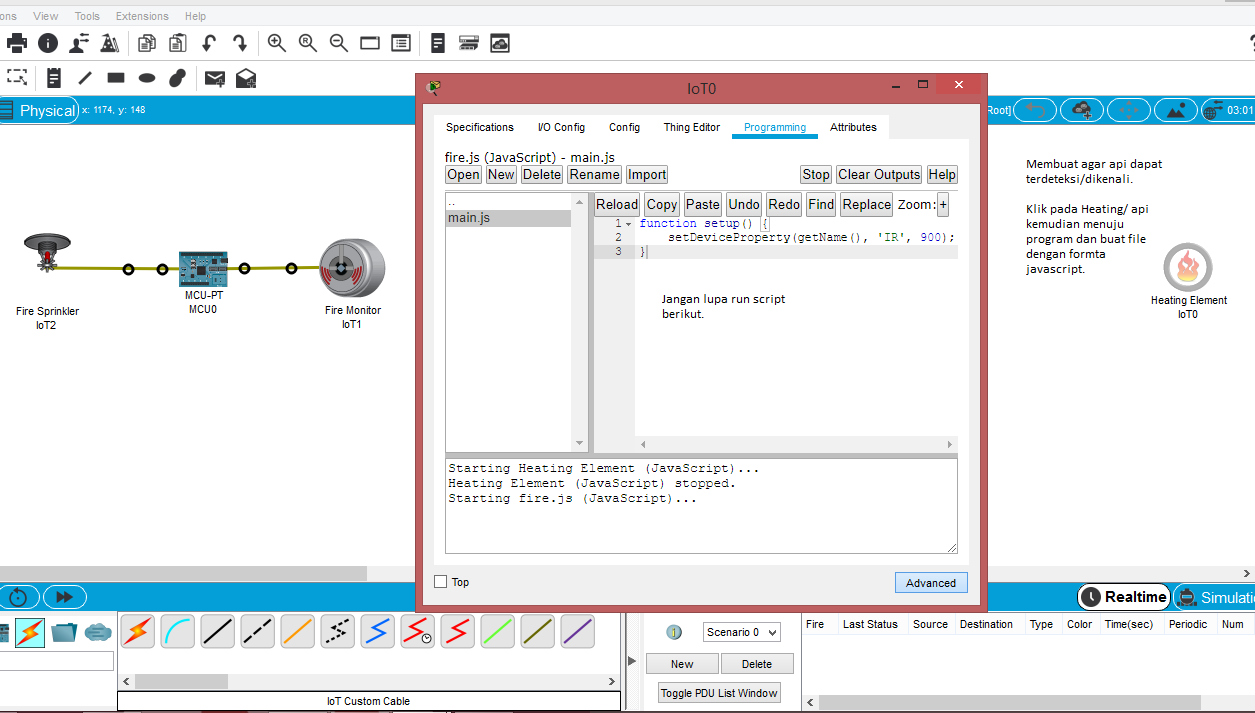 ons View Tools Extensions Help
?
Physical x: 1174, y: 148
IoT0
Root]
03:01
Specifications I/O Config Config Thing Editor Programming Attributes
fire.js (JavaScript) - main.js
Open New Delete Rename Import Stop Clear Outputs Help
..
main.js
Reload Copy Paste Undo Redo Find Replace Zoom: +
1 function setup() {
2 setDeviceProperty(getName(), 'IR', 900);
3 }
Jangan lupa run script
berikut.
Starting Heating Element (JavaScript)...
Heating Element (JavaScript) stopped.
Starting fire.js (JavaScript)...
Top
Advanced
Fire Sprinkler
IoT2
MCU-PT
MCU0
Fire Monitor
IoT1
Membuat agar api dapat
terdeteksi/dikenali.
Klik pada Heating/ api
kemudian menuju
program dan buat file
dengan formta
javascript.
Heating Element
IoT0
Realtime Simulati
IoT Custom Cable
Scenario 0
New Delete
Toggle PDU List Window
Fire Last Status Source Destination Type Color Time(sec) Periodic Num